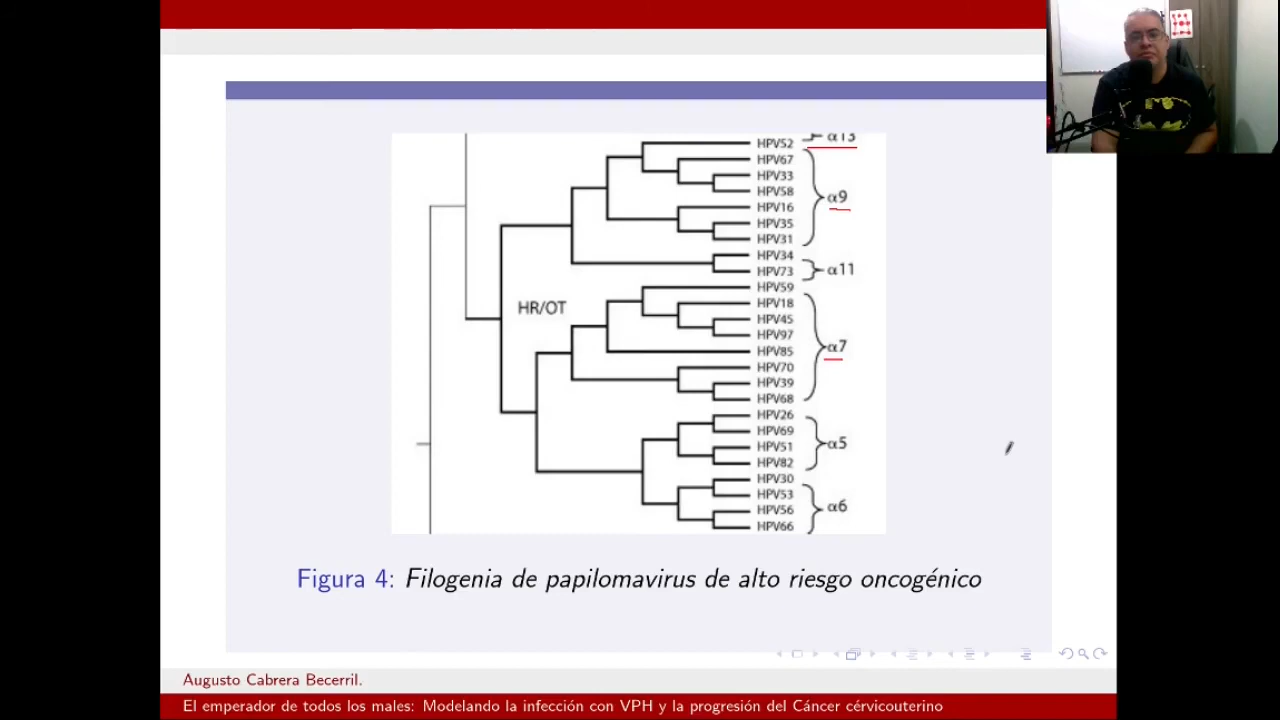 α13
HPV52
HPV67
HPV33
HPV58
α9
HPV16
HPV35
HPV31
HPV34
α11
HPV73
HPV59
HR/OT
HPV18
HPV45
HPV97
α7
HPV85
HPV70
HPV39
HPV68
HPV26
HPV69
α5
HPV51
HPV82
HPV30
HPV53
α6
HPV56
HPV66
Figura 4: Filogenia de papilomavirus de alto riesgo oncogénico
Augusto Cabrera Becerril.
El emperador de todos los males: Modelando la infección con VPH y la progresión del Cáncer cérvicouterino